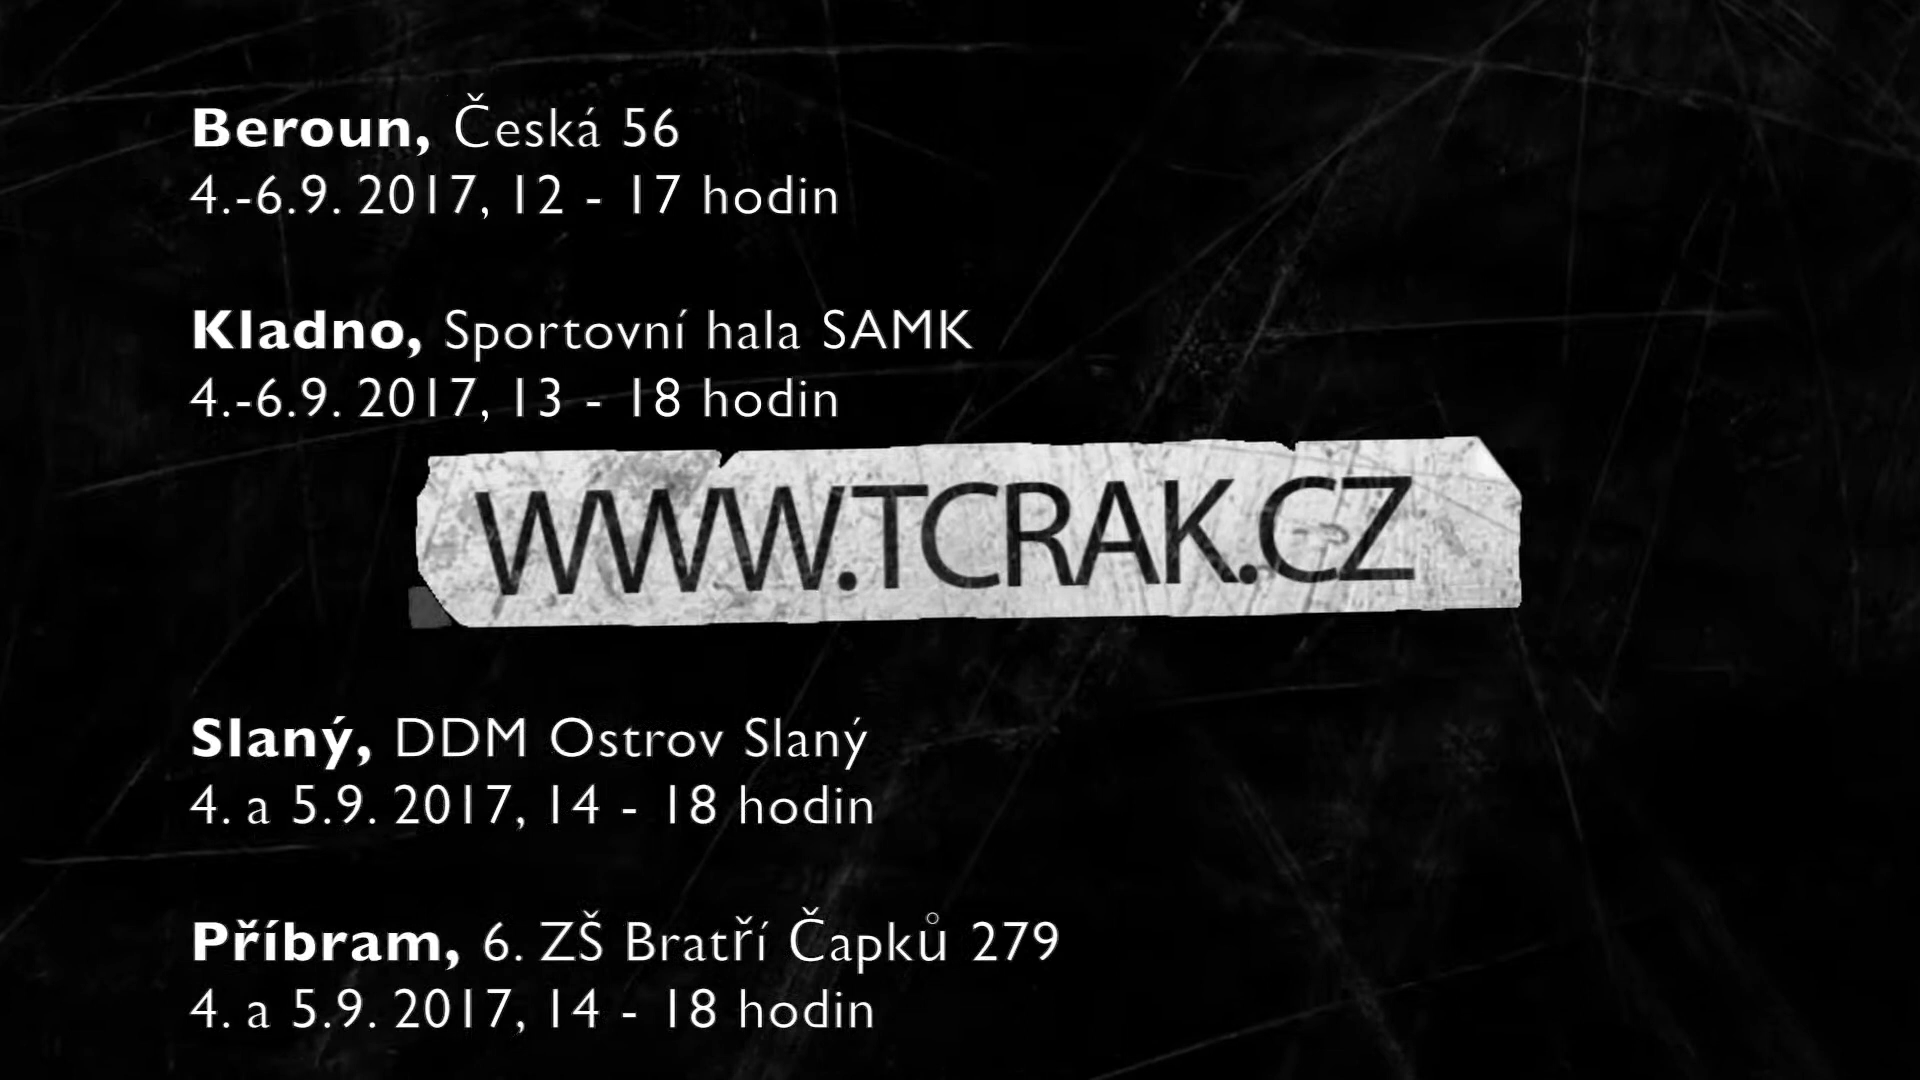 Beroun, Česká 56
4.-6.9. 2017, 12 - 17 hodin
Kladno, Sportovní hala SAMK
4.-6.9. 2017, 13 - 18 hodin
WWW.TCRAK.CZ
Slaný, DDM Ostrov Slaný
4. a 5.9. 2017, 14 - 18 hodin
Příbram, 6. ZŠ Bratří Čapků 279
4. a 5.9. 2017, 14 - 18 hodin